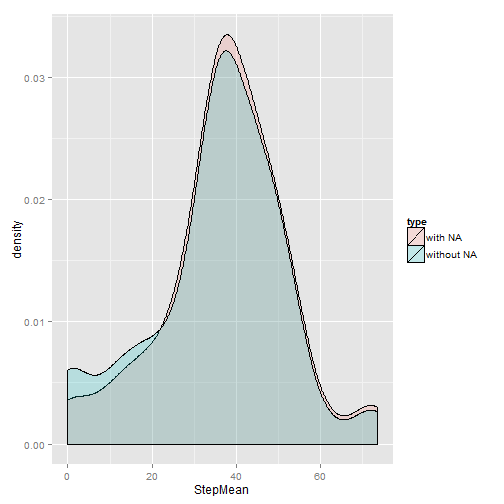 0.03
0.02
0.01
0.00
density
0 20 40 60
StepMean
type
with NA
without NA